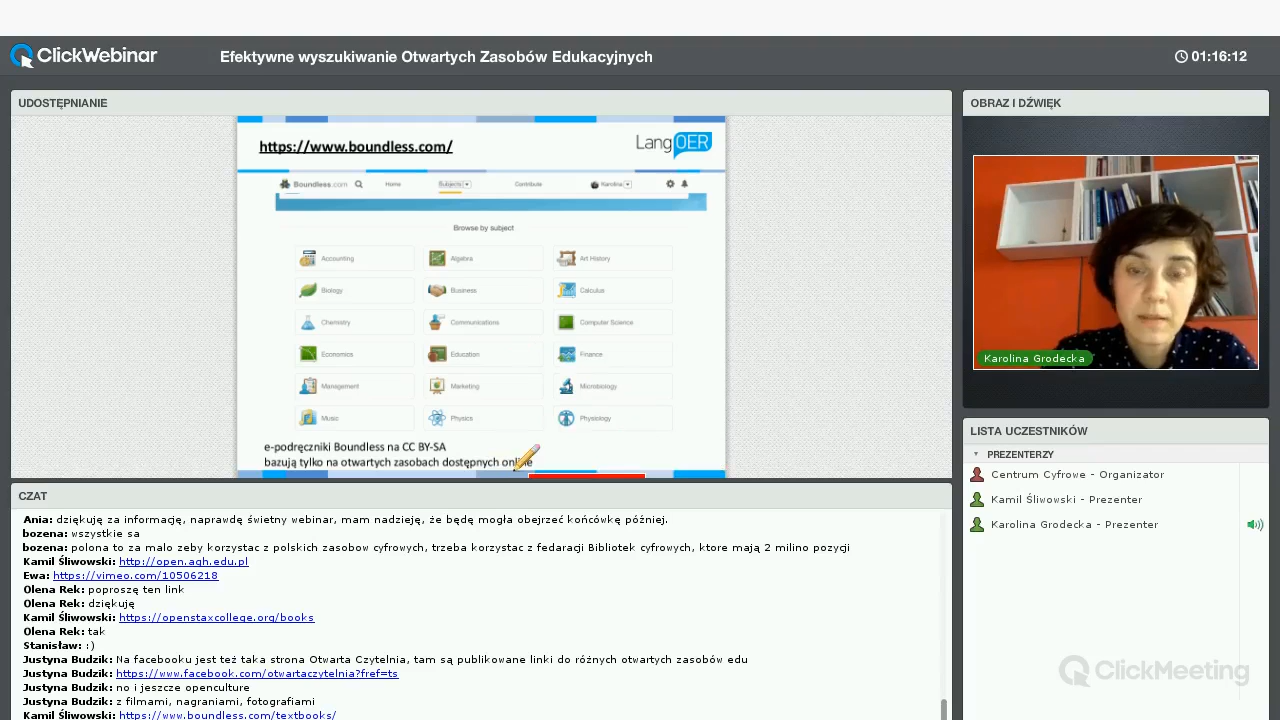 ClickWebinar
Efektywne wyszukiwanie Otwartych Zasobów Edukacyjnych
01:16:12
UDOSTĘPNIANIE
https://www.boundless.com/
LangOER
Boundless.com
Home
Subjects
Contribute
Karolina
Browse by subject
Accounting
Algebra
Art History
Biology
Business
Calculus
Chemistry
Communications
Computer Science
Economics
Education
Finance
Management
Marketing
Microbiology
Music
Physics
Physiology
e-podręczniki Boundless na CC BY-SA
bazują tylko na otwartych zasobach dostępnych online
OBRAZ I DŹWIĘK
Karolina Grodecka
LISTA UCZESTNIKÓW
PREZENTERZY
Centrum Cyfrowe - Organizator
Kamil Śliwowski - Prezenter
Karolina Grodecka - Prezenter
ClickMeeting
CZAT
Ania: dziękuję za informację, naprawdę świetny webinar, mam nadzieję, że będę mogła obejrzeć końcówkę później.
bozena: wszystkie sa
bozena: polona to za malo zeby korzystac z polskich zasobow cyfrowych, trzeba korzystac z fedaracji Bibliotek cyfrowych, ktore mają 2 milino pozycji
Kamil Śliwowski: http://open.agh.edu.pl
Ewa: https://vimeo.com/10506218
Olena Rek: poproszę ten link
Olena Rek: dziękuję
Kamil Śliwowski: https://openstaxcollege.org/books
Olena Rek: tak
Stanisław: :)
Justyna Budzik: Na facebooku jest też taka strona Otwarta Czytelnia, tam są publikowane linki do różnych otwartych zasobów edu
Justyna Budzik: https://www.facebook.com/otwartaczytelnia?fref=ts
Justyna Budzik: no i jeszcze openculture
Justyna Budzik: z filmami, nagraniami, fotografiami
Kamil Śliwowski: https://www.boundless.com/textbooks/